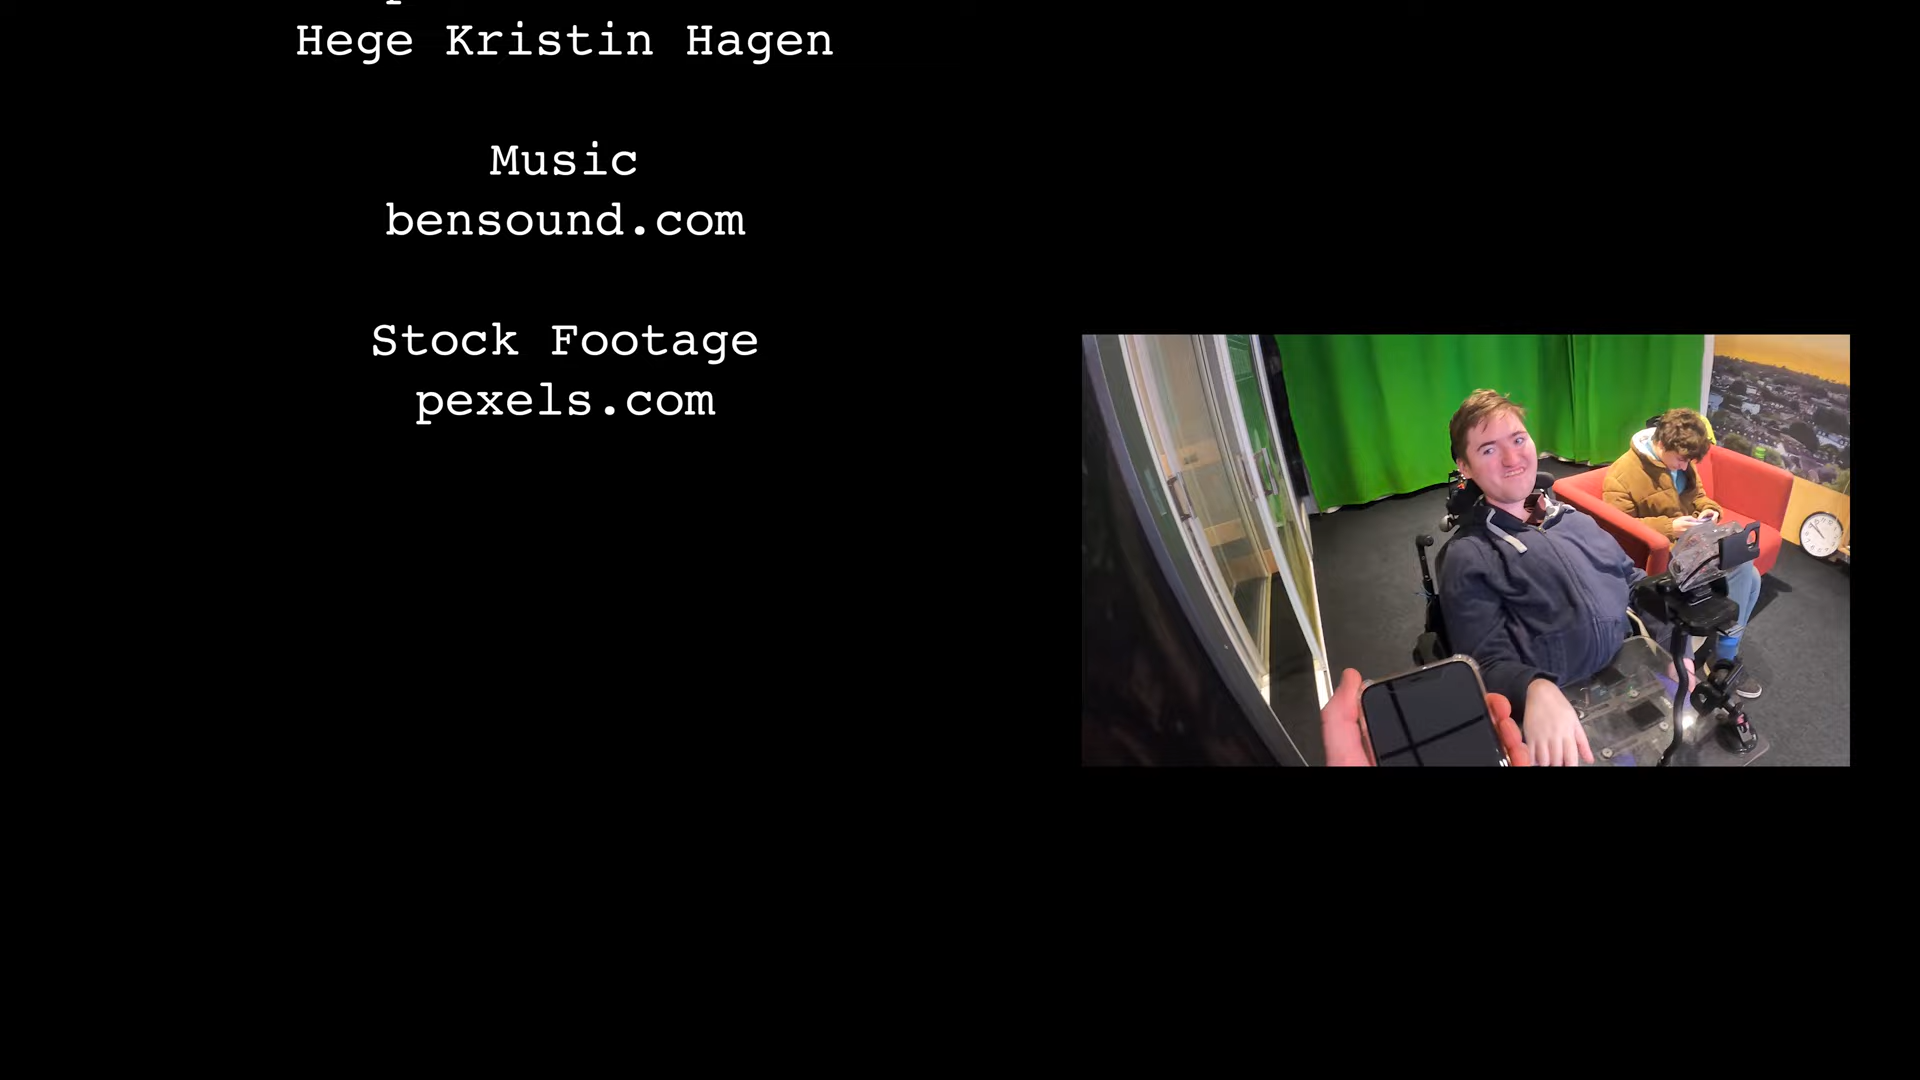 Hege Kristin Hagen
Music
bensound.com
Stock Footage
pexels.com